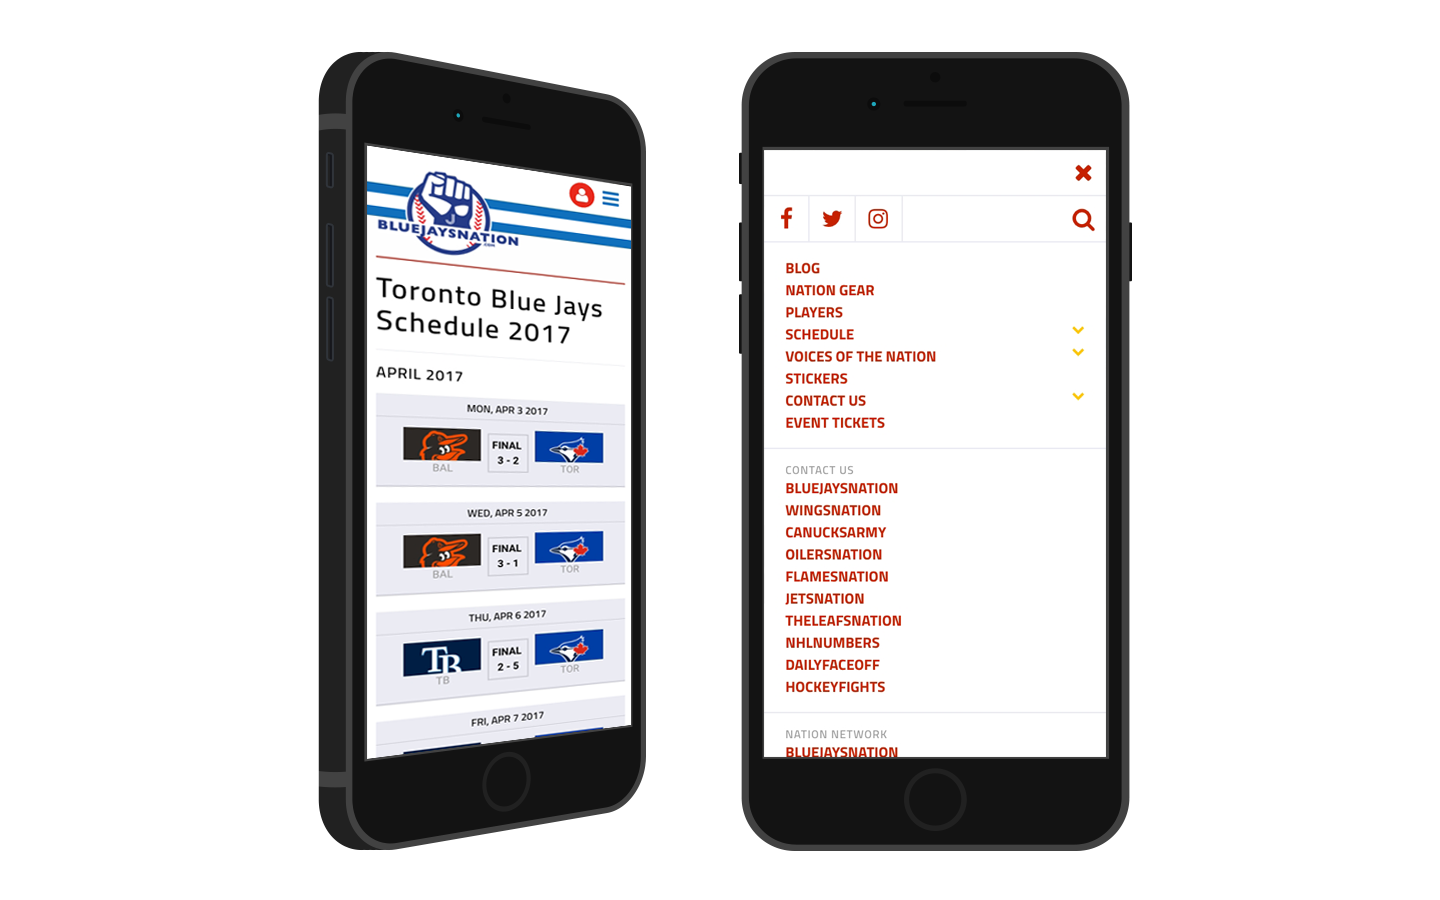 J
BLUEJAYSNATION
.COM
Toronto Blue Jays
Schedule 2017
APRIL 2017
MON, APR 3 2017
FINAL
3 - 2
BAL
TOR
WED, APR 5 2017
FINAL
3 - 1
BAL
TOR
THU, APR 6 2017
TB
FINAL
2 - 5
TB
TOR
FRI, APR 7 2017
BLOG
NATION GEAR
PLAYERS
SCHEDULE
VOICES OF THE NATION
STICKERS
CONTACT US
EVENT TICKETS
CONTACT US
BLUEJAYSNATION
WINGSNATION
CANUCKSARMY
OILERSNATION
FLAMESNATION
JETSNATION
THELEAFSNATION
NHLNUMBERS
DAILYFACEOFF
HOCKEYFIGHTS
NATION NETWORK
BLUEJAYSNATION